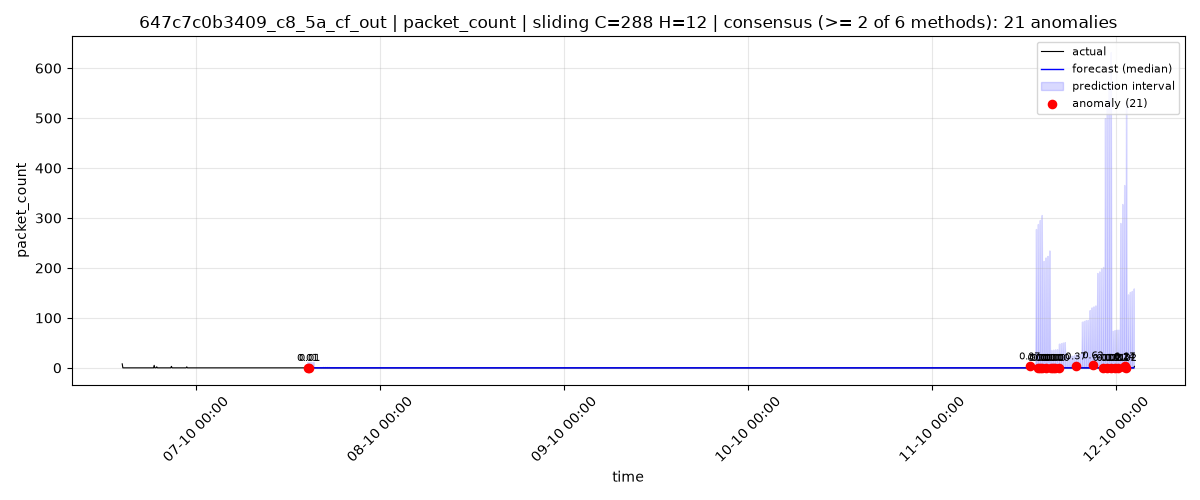 647c7c0b3409_c8_5a_cf_out | packet_count | sliding C=288 H=12 | consensus (>= 2 of 6 methods): 21 anomalies
actual
forecast (median)
prediction interval
anomaly (21)
packet_count
600
500
400
300
200
100
0
0.37
07-10 00:00
08-10 00:00
09-10 00:00
10-10 00:00
11-10 00:00
12-10 00:00
time